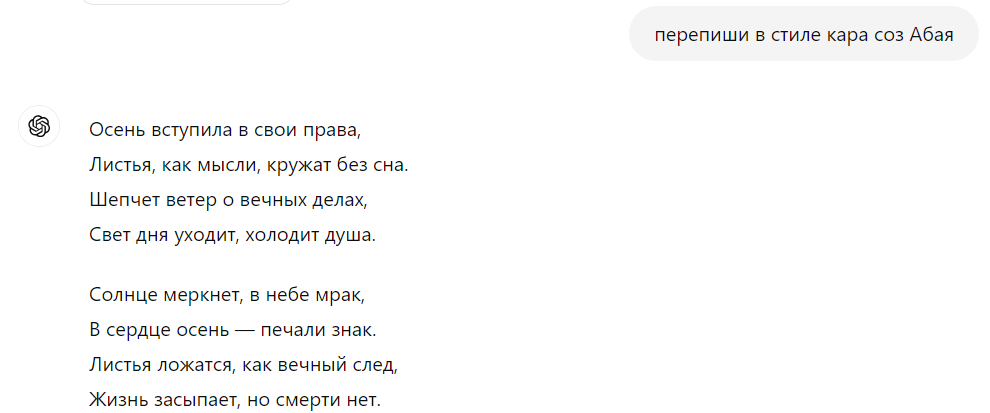 перепиши в стиле кара соз Абая
Осень вступила в свои права,
Листья, как мысли, кружат без сна.
Шепчет ветер о вечных делах,
Свет дня уходит, холодит душа.
Солнце меркнет, в небе мрак,
В сердце осень — печали знак.
Листья ложатся, как вечный след,
Жизнь засыпает, но смерти нет.